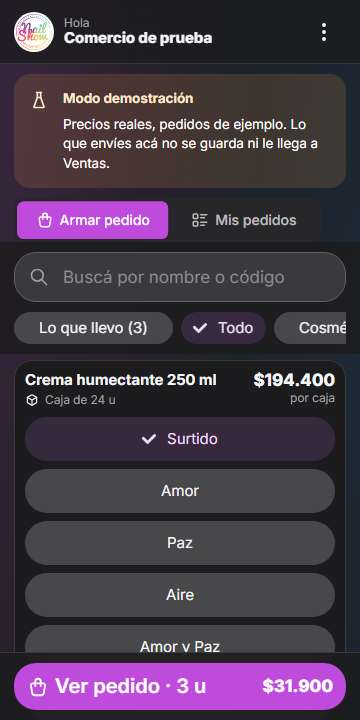 Nail Show
Hola
Comercio de prueba
Modo demostración
Precios reales, pedidos de ejemplo. Lo
que envíes acá no se guarda ni le llega a
Ventas.
Armar pedido
Mis pedidos
Buscá por nombre o código
Lo que llevo (3)
Todo
Cosmé
Crema humectante 250 ml
$194.400
Caja de 24 u
por caja
Surtido
Amor
Paz
Aire
Amor y Paz
Ver pedido · 3 u
$31.900